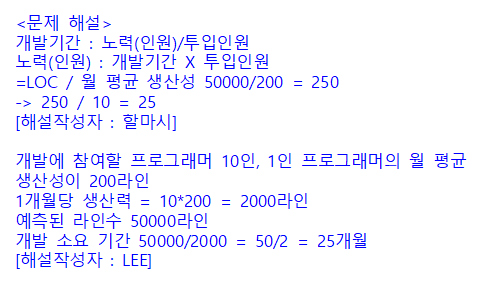 <문제 해설>
개발기간 : 노력(인원)/투입인원
노력(인원) : 개발기간 X 투입인원
=LOC / 월 평균 생산성 50000/200 = 250
-> 250 / 10 = 25
[해설작성자 : 할마시]

개발에 참여할 프로그래머 10인, 1인 프로그래머의 월 평균
생산성이 200라인
1개월당 생산력 = 10*200 = 2000라인
예측된 라인수 50000라인
개발 소요 기간 50000/2000 = 50/2 = 25개월
[해설작성자 : LEE]